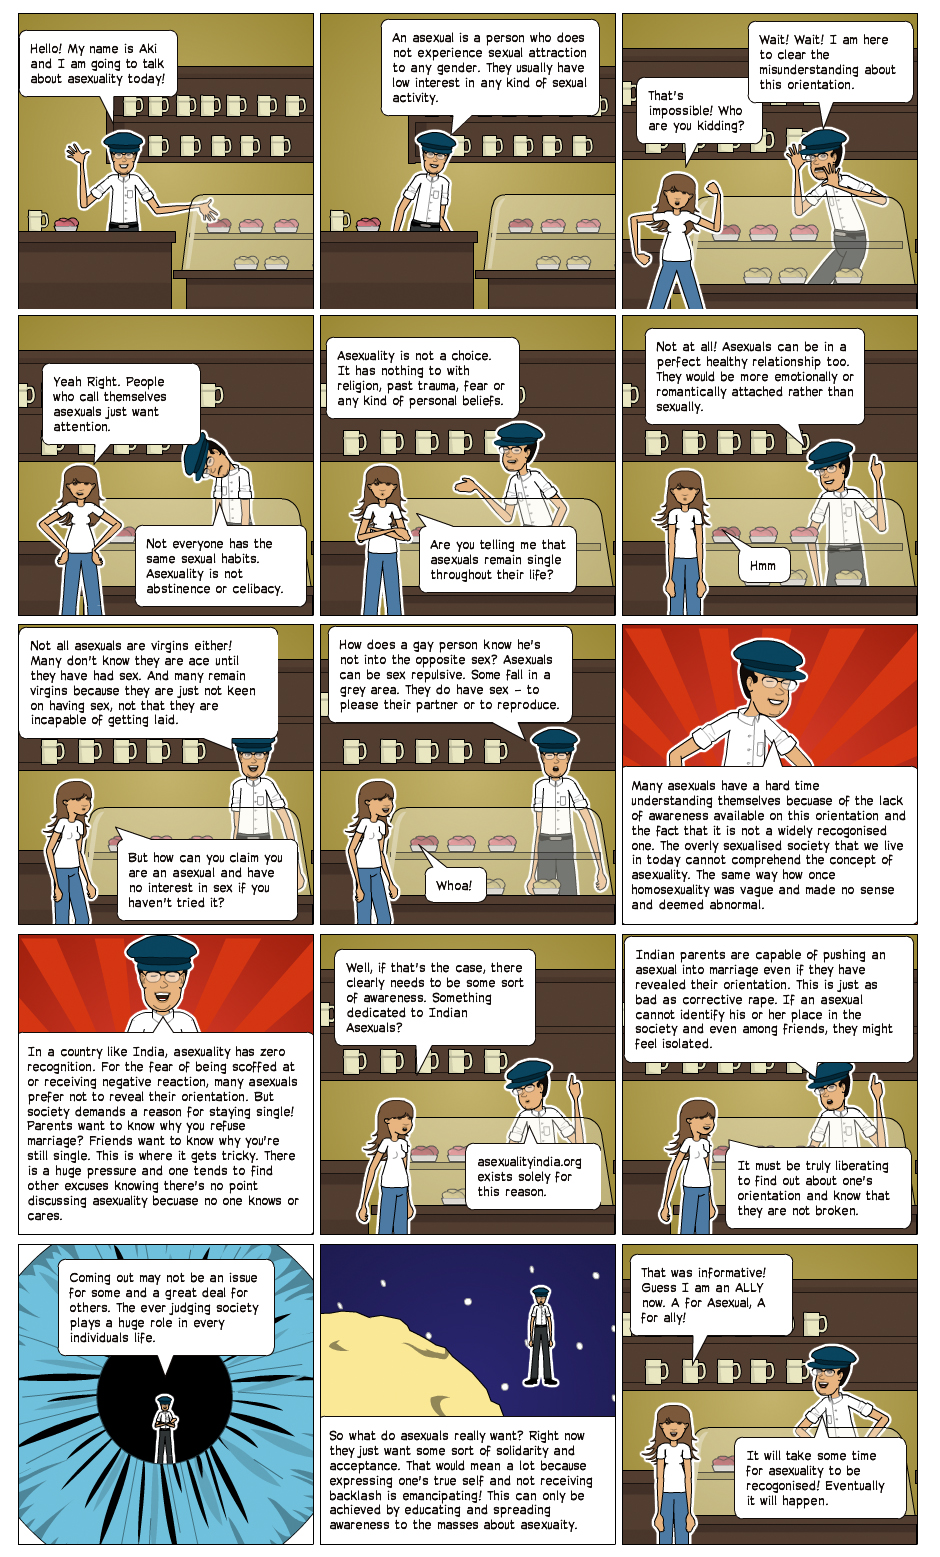 Hello! My name is Aki
and I am going to talk
about asexuality today!
An asexual is a person who does
not experience sexual attraction
to any gender. They usually have
low interest in any kind of sexual
activity.
That's
impossible! Who
are you kidding?
Wait! Wait! I am here
to clear the
misunderstanding about
this orientation.
Yeah Right. People
who call themselves
asexuals just want
attention.
Not everyone has the
same sexual habits.
Asexuality is not
abstinence or celibacy.
Asexuality is not a choice.
It has nothing to with
religion, past trauma, fear or
any kind of personal beliefs.
Are you telling me that
asexuals remain single
throughout their life?
Not at all! Asexuals can be in a
perfect healthy relationship too.
They would be more emotionally or
romantically attached rather than
sexually.
Hmm
Not all asexuals are virgins either!
Many don't know they are ace until
they have had sex. And many remain
virgins because they are just not keen
on having sex, not that they are
incapable of getting laid.
But how can you claim you
are an asexual and have
no interest in sex if you
haven't tried it?
How does a gay person know he's
not into the opposite sex? Asexuals
can be sex repulsive. Some fall in a
grey area. They do have sex – to
please their partner or to reproduce.
Whoa!
Many asexuals have a hard time
understanding themselves becuase of the lack
of awareness available on this orientation and
the fact that it is not a widely recogonised
one. The overly sexualised society that we live
in today cannot comprehend the concept of
asexuality. The same way how once
homosexuality was vague and made no sense
and deemed abnormal.
In a country like India, asexuality has zero
recognition. For the fear of being scoffed at
or receiving negative reaction, many asexuals
prefer not to reveal their orientation. But
society demands a reason for staying single!
Parents want to know why you refuse
marriage? Friends want to know why you're
still single. This is where it gets tricky. There
is a huge pressure and one tends to find
other excuses knowing there's no point
discussing asexuality becuase no one knows or
cares.
Well, if that's the case, there
clearly needs to be some sort
of awareness. Something
dedicated to Indian
Asexuals?
asexualityindia.org
exists solely for
this reason.
Indian parents are capable of pushing an
asexual into marriage even if they have
revealed their orientation. This is just as
bad as corrective rape. If an asexual
cannot identify his or her place in the
society and even among friends, they might
feel isolated.
It must be truly liberating
to find out about one's
orientation and know that
they are not broken.
Coming out may not be an issue
for some and a great deal for
others. The ever judging society
plays a huge role in every
individuals life.
So what do asexuals really want? Right now
they just want some sort of solidarity and
acceptance. That would mean a lot because
expressing one's true self and not receiving
backlash is emancipating! This can only be
achieved by educating and spreading
awareness to the masses about asexuaity.
That was informative!
Guess I am an ALLY
now. A for Asexual, A
for ally!
It will take some time
for asexuality to be
recogonised! Eventually
it will happen.